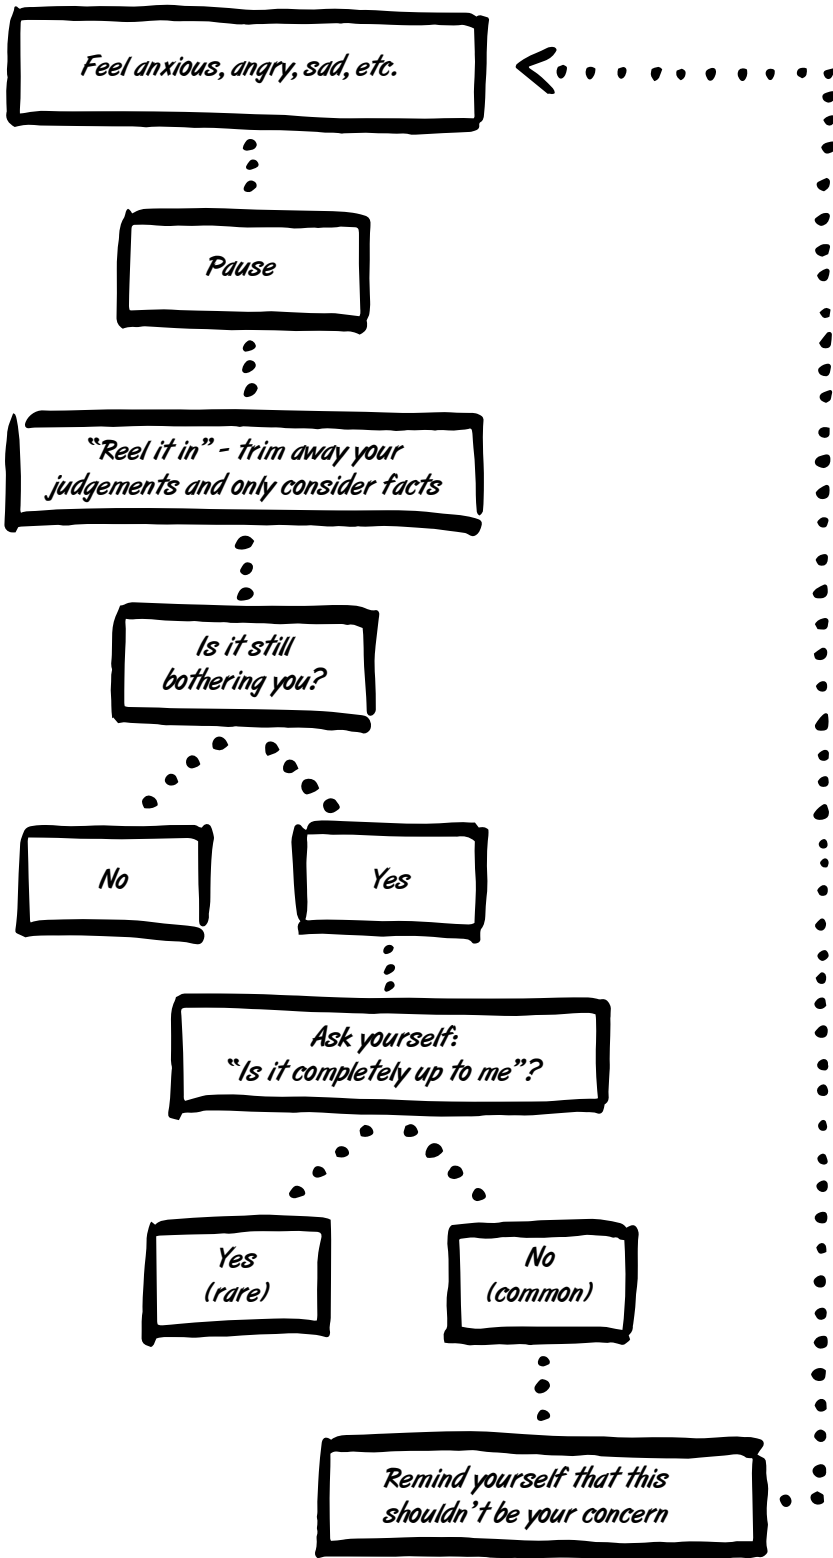 Feel anxious, angry, sad, etc.
Pause
“Reel it in” - trim away your
judgements and only consider facts
Is it still
bothering you?
No
Yes
Ask yourself:
“Is it completely up to me”?
Yes
(rare)
No
(common)
Remind yourself that this
shouldn't be your concern